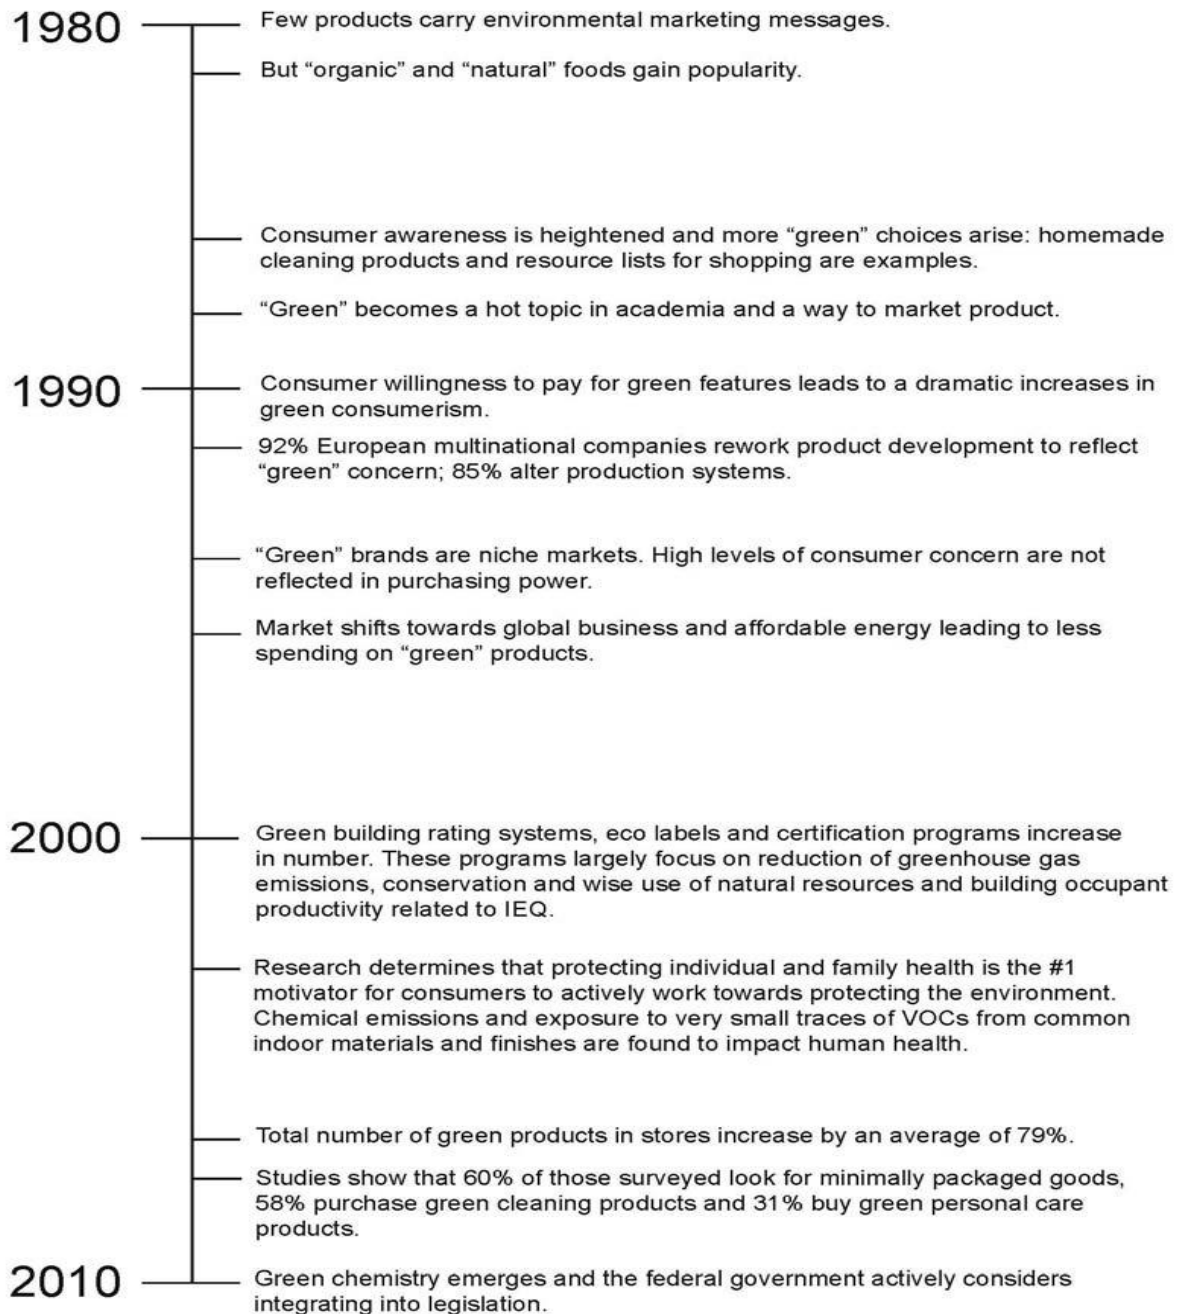 1980
Few products carry environmental marketing messages.
But “organic” and “natural” foods gain popularity.
Consumer awareness is heightened and more “green” choices arise: homemade
cleaning products and resource lists for shopping are examples.
“Green” becomes a hot topic in academia and a way to market product.
1990
Consumer willingness to pay for green features leads to a dramatic increases in
green consumerism.
92% European multinational companies rework product development to reflect
“green” concern; 85% alter production systems.
“Green” brands are niche markets. High levels of consumer concern are not
reflected in purchasing power.
Market shifts towards global business and affordable energy leading to less
spending on “green” products.
2000
Green building rating systems, eco labels and certification programs increase
in number. These programs largely focus on reduction of greenhouse gas
emissions, conservation and wise use of natural resources and building occupant
productivity related to IEQ.
Research determines that protecting individual and family health is the #1
motivator for consumers to actively work towards protecting the environment.
Chemical emissions and exposure to very small traces of VOCs from common
indoor materials and finishes are found to impact human health.
Total number of green products in stores increase by an average of 79%.
Studies show that 60% of those surveyed look for minimally packaged goods,
58% purchase green cleaning products and 31% buy green personal care
products.
2010
Green chemistry emerges and the federal government actively considers
integrating into legislation.